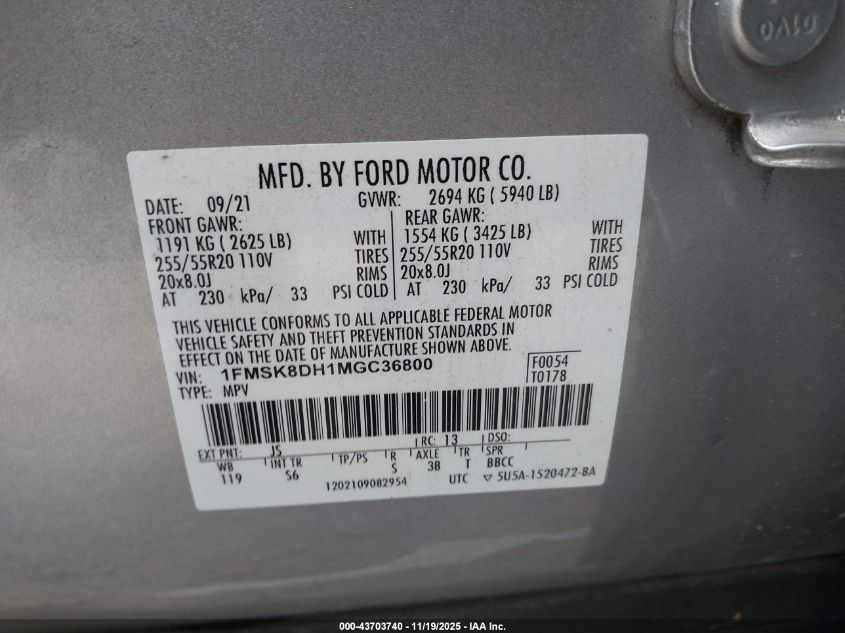 D1V0
MFD. BY FORD MOTOR CO.
DATE: 09/21 GVWR: 2694 KG ( 5940 LB)
FRONT GAWR: REAR GAWR:
1191 KG ( 2625 LB) WITH 1554 KG ( 3425 LB) WITH
255/55R20 110V TIRES 255/55R20 110V TIRES
20x8.0J RIMS 20x8.0J RIMS
AT 230 kPa/ 33 PSI COLD AT 230 kPa/ 33 PSI COLD
THIS VEHICLE CONFORMS TO ALL APPLICABLE FEDERAL MOTOR
VEHICLE SAFETY AND THEFT PREVENTION STANDARDS IN
EFFECT ON THE DATE OF MANUFACTURE SHOWN ABOVE.
VIN: 1FMSK8DH1MGC36800 F0054
TYPE: MPV T0178
EXT PNT: JS RC: 13 DSO:
WB INT TR TP/PS R AXLE TR SPR
119 S6 S 3B T BBCC
1202109082954 UTC ▽ 5U5A-1520472-BA
000-43703740 - 11/19/2025 - IAA Inc.